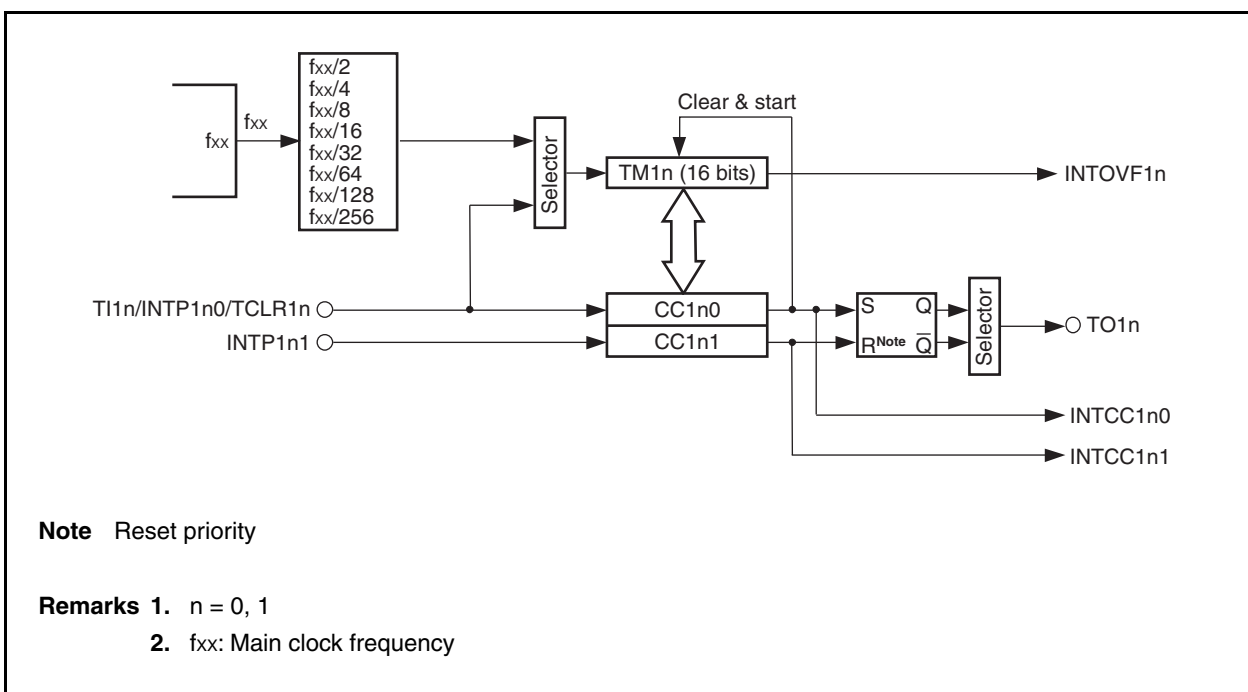 fxx/2
fxx/4
fxx/8
fxx/16
fxx/32
fxx/64
fxx/128
fxx/256
fxx
fxx
Selector
Clear & start
TM1n (16 bits)
INTOVF1n
TI1n/INTP1n0/TCLR1n
INTP1n1
CC1n0
CC1n1
S Q
RNote Q̅
Selector
TO1n
INTCC1n0
INTCC1n1
Note Reset priority
Remarks 1. n = 0, 1
2. fxx: Main clock frequency